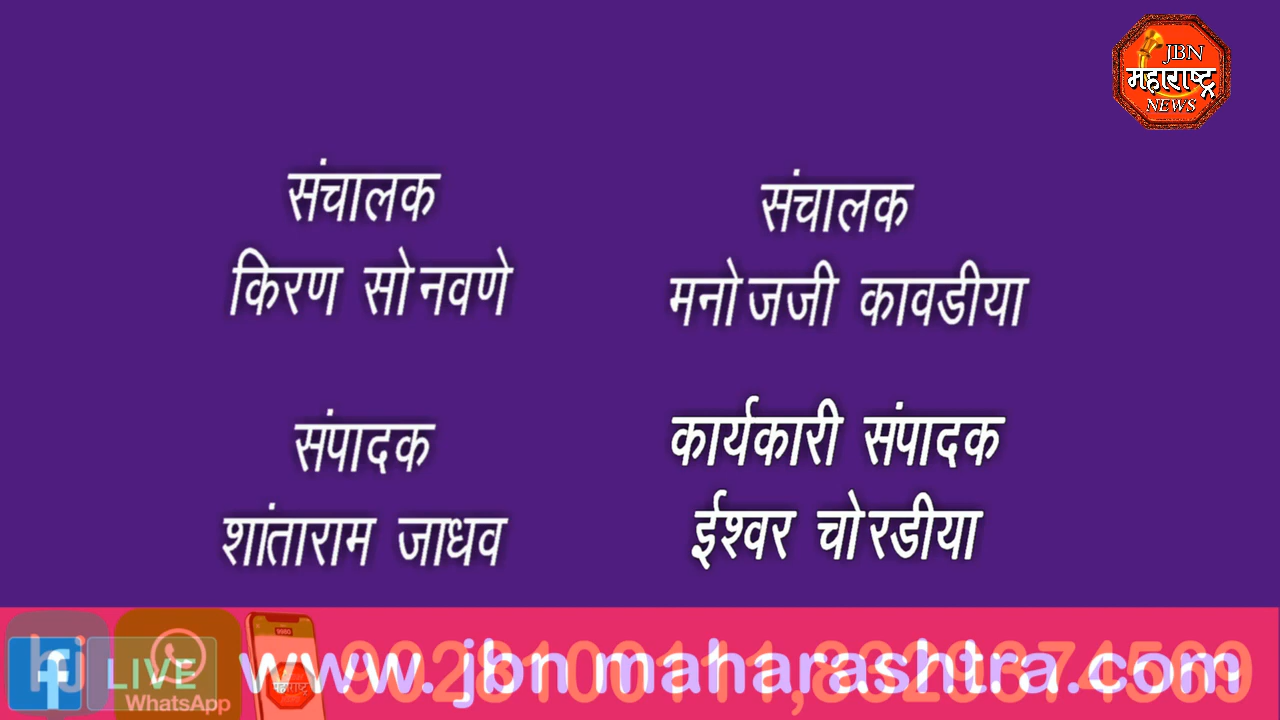 JBN
महाराष्ट्र
NEWS
संचालक
किरण सोनवणे
संचालक
मनोजजी कावडीया
संपादक
शांताराम जाधव
कार्यकारी संपादक
ईश्वर चोरडीया
LIVE
WhatsApp
www.jbnmaharashtra.com
महाराष्ट्र